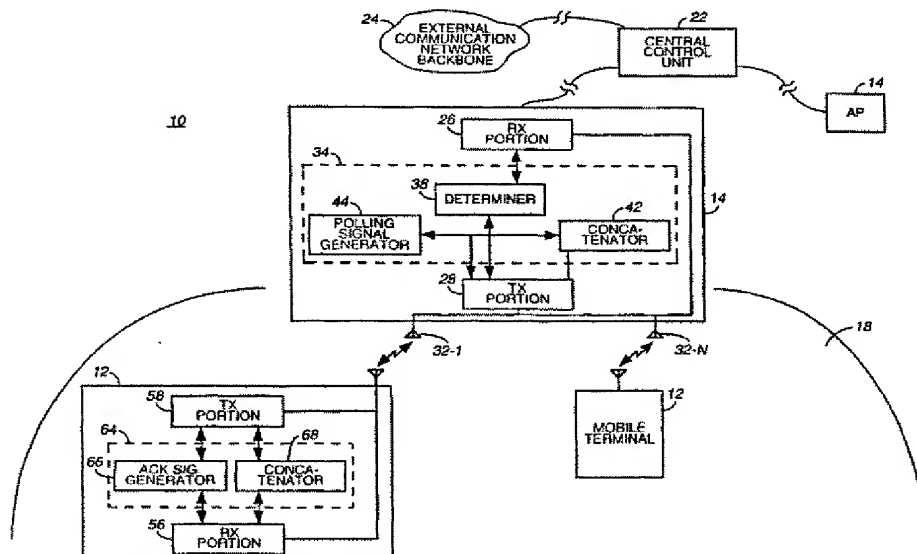 24
EXTERNAL
COMMUNICATION
NETWORK
BACKBONE
22
CENTRAL
CONTROL
UNIT
14
AP
10
26
RX
PORTION
34
38
DETERMINER
44
POLLING
SIGNAL
GENERATOR
42
CONCA-
TENATOR
14
28
TX
PORTION
18
32-1
32-N
12
58
TX
PORTION
64
68
66
ACK SIG
GENERATOR
CONCA-
TENATOR
56
RX
PORTION
12
MOBILE
TERMINAL